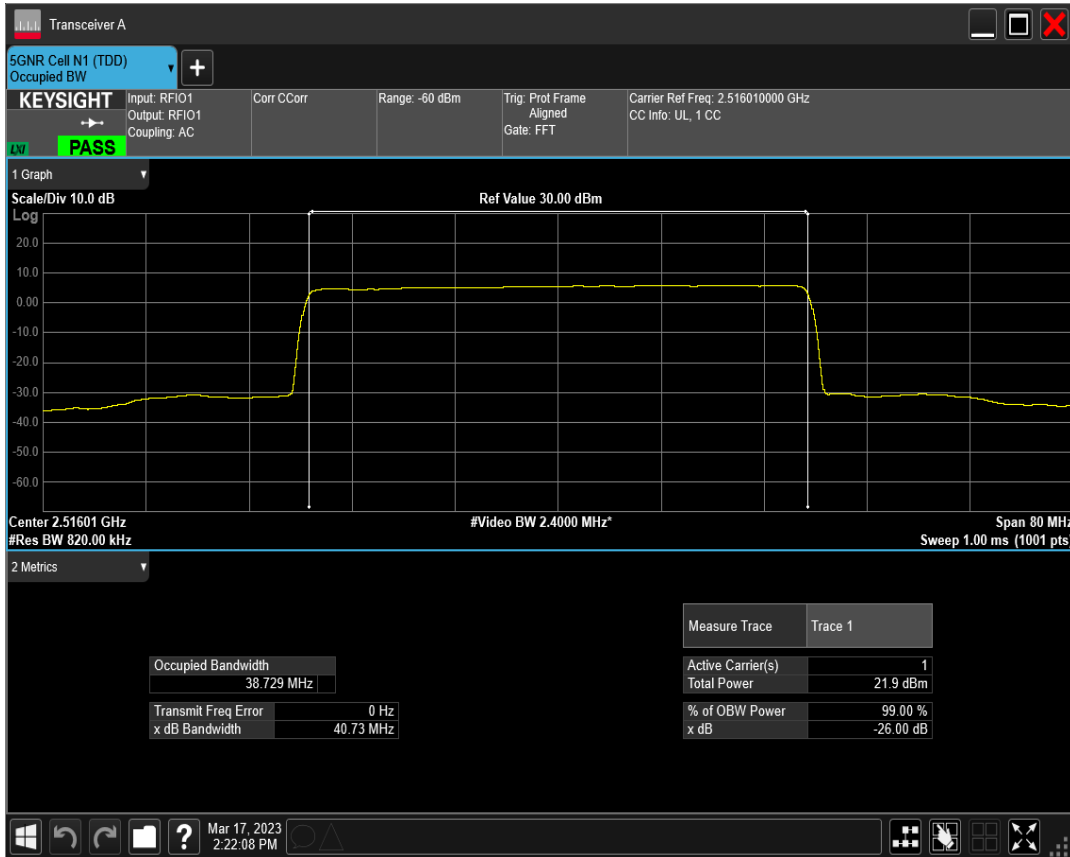 Transceiver A
5GNR Cell N1 (TDD)
Occupied BW
+
KEYSIGHT
LXI
PASS
Input: RFIO1
Output: RFIO1
Coupling: AC
Corr CCorr
Range: -60 dBm
Trig: Prot Frame
Aligned
Gate: FFT
Carrier Ref Freq: 2.516010000 GHz
CC Info: UL, 1 CC
1 Graph
Scale/Div 10.0 dB
Ref Value 30.00 dBm
Log
20.0
10.0
0.00
-10.0
-20.0
-30.0
-40.0
-50.0
-60.0
Center 2.51601 GHz
#Video BW 2.4000 MHz*
Span 80 MHz
#Res BW 820.00 kHz
Sweep 1.00 ms (1001 pts)
2 Metrics
Measure Trace Trace 1
Occupied Bandwidth
38.729 MHz
Active Carrier(s) 1
Total Power 21.9 dBm
Transmit Freq Error 0 Hz
x dB Bandwidth 40.73 MHz
% of OBW Power 99.00 %
x dB -26.00 dB
?
Mar 17, 2023
2:22:08 PM